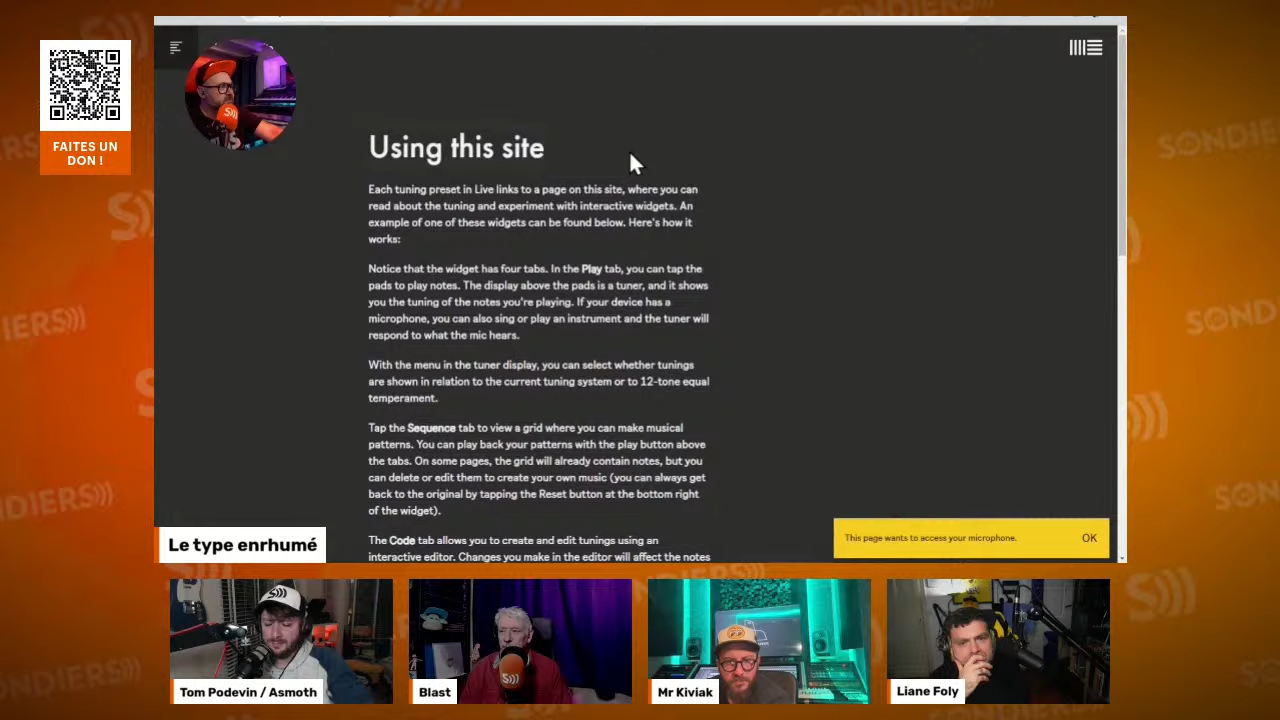 FAITES UN
DON !
Using this site
Each tuning preset in Live links to a page on this site, where you can
read about the tuning and experiment with interactive widgets. An
example of one of these widgets can be found below. Here's how it
works:
Notice that the widget has four tabs. In the Play tab, you can tap the
pads to play notes. The display above the pads is a tuner, and it shows
you the tuning of the notes you're playing. If your device has a
microphone, you can also sing or play an instrument and the tuner will
respond to what the mic hears.
With the menu in the tuner display, you can select whether tunings
are shown in relation to the current tuning system or to 12-tone equal
temperament.
Tap the Sequence tab to view a grid where you can make musical
patterns. You can play back your patterns with the play button above
the tabs. On some pages, the grid will already contain notes, but you
can delete or edit them to create your own music (you can always get
back to the original by tapping the Reset button at the bottom right
of the widget).
The Code tab allows you to create and edit tunings using an
interactive editor. Changes you make in the editor will affect the notes
This page wants to access your microphone.
OK
Le type enrhumé
Tom Podevin / Asmoth
Blast
Mr Kiviak
Liane Foly
SONDIERS